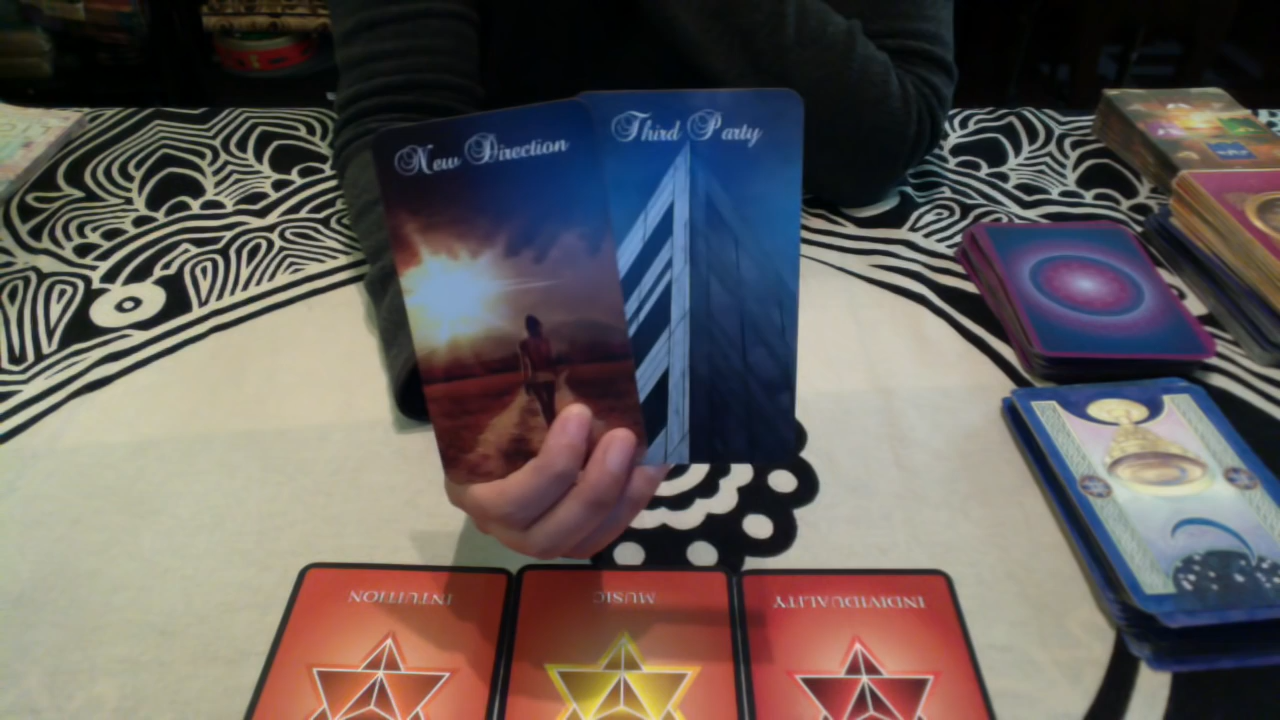 New Direction
Third Party
INTUITION
MUSIC
INDIVIDUALITY